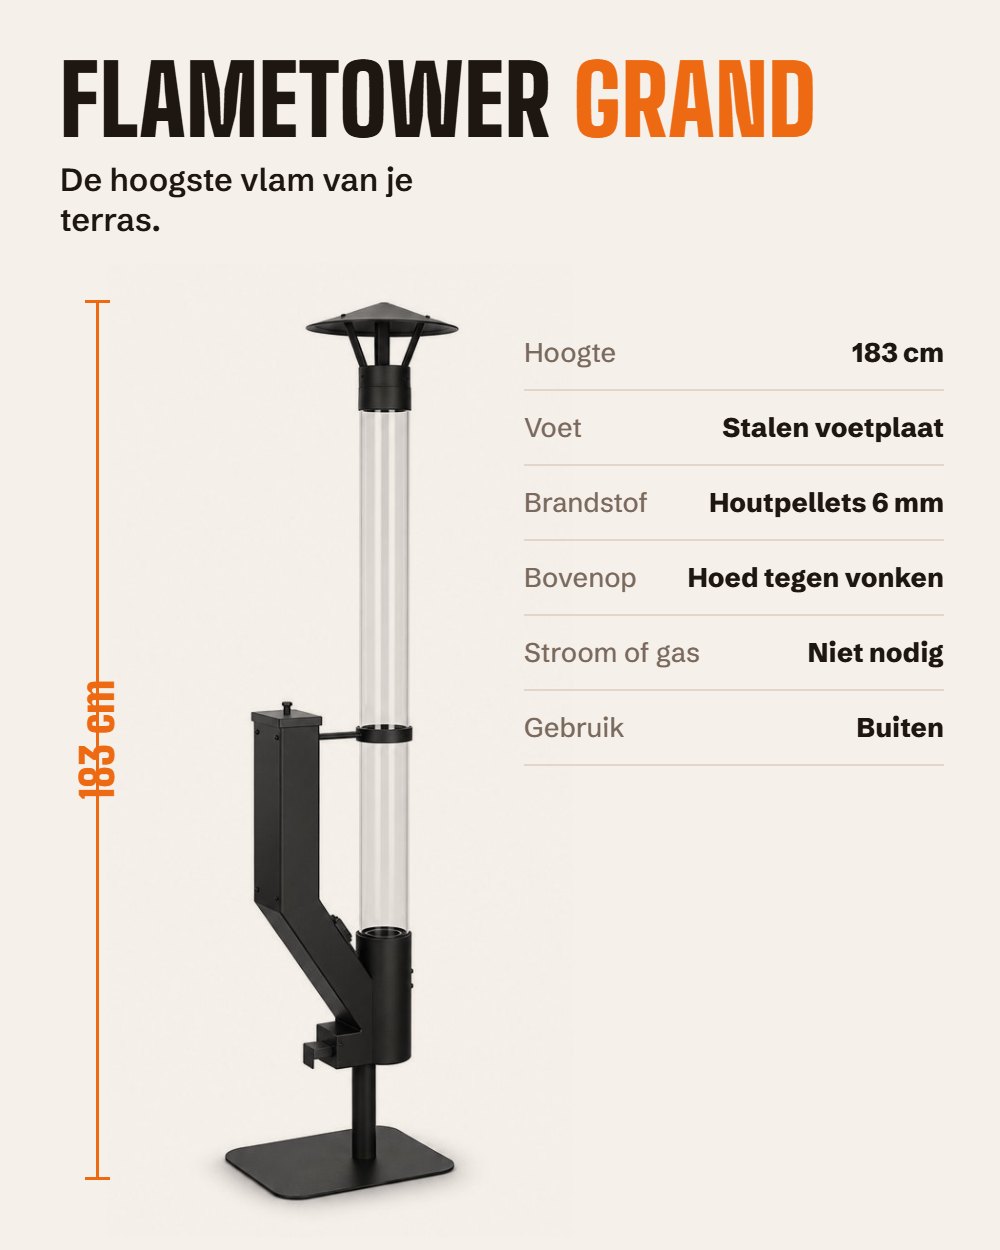 FLAMETOWER GRAND
De hoogste vlam van je
terras.
183 cm
Hoogte 183 cm
Voet Stalen voetplaat
Brandstof Houtpellets 6 mm
Bovenop Hoed tegen vonken
Stroom of gas Niet nodig
Gebruik Buiten